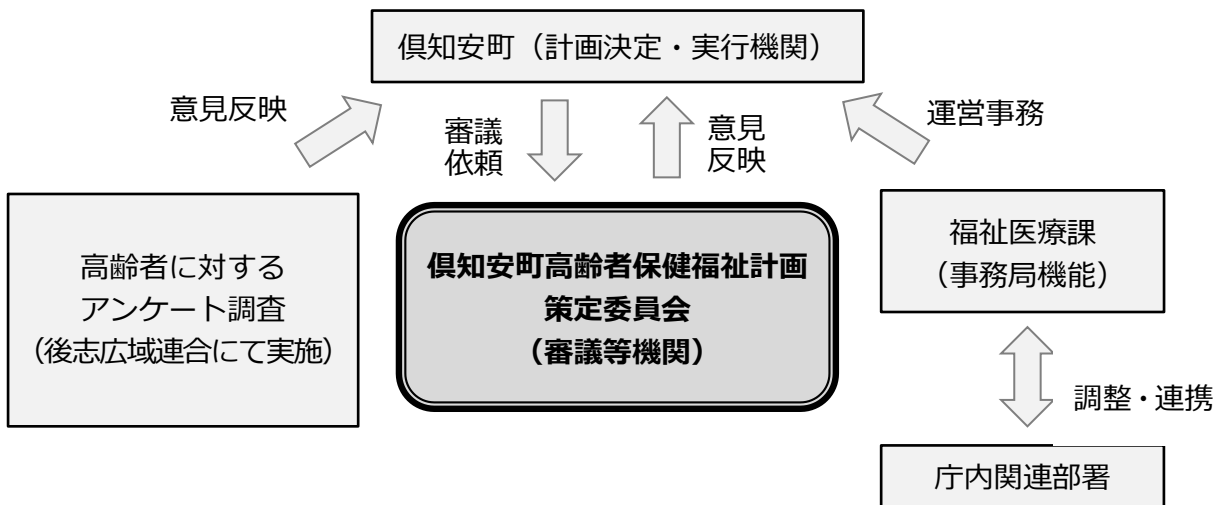 倶知安町（計画決定・実行機関）
意見反映
審議
依頼
意見
反映
運営事務
高齢者に対する
アンケート調査
（後志広域連合にて実施）
倶知安町高齢者保健福祉計画
策定委員会
（審議等機関）
福祉医療課
（事務局機能）
調整・連携
庁内関連部署